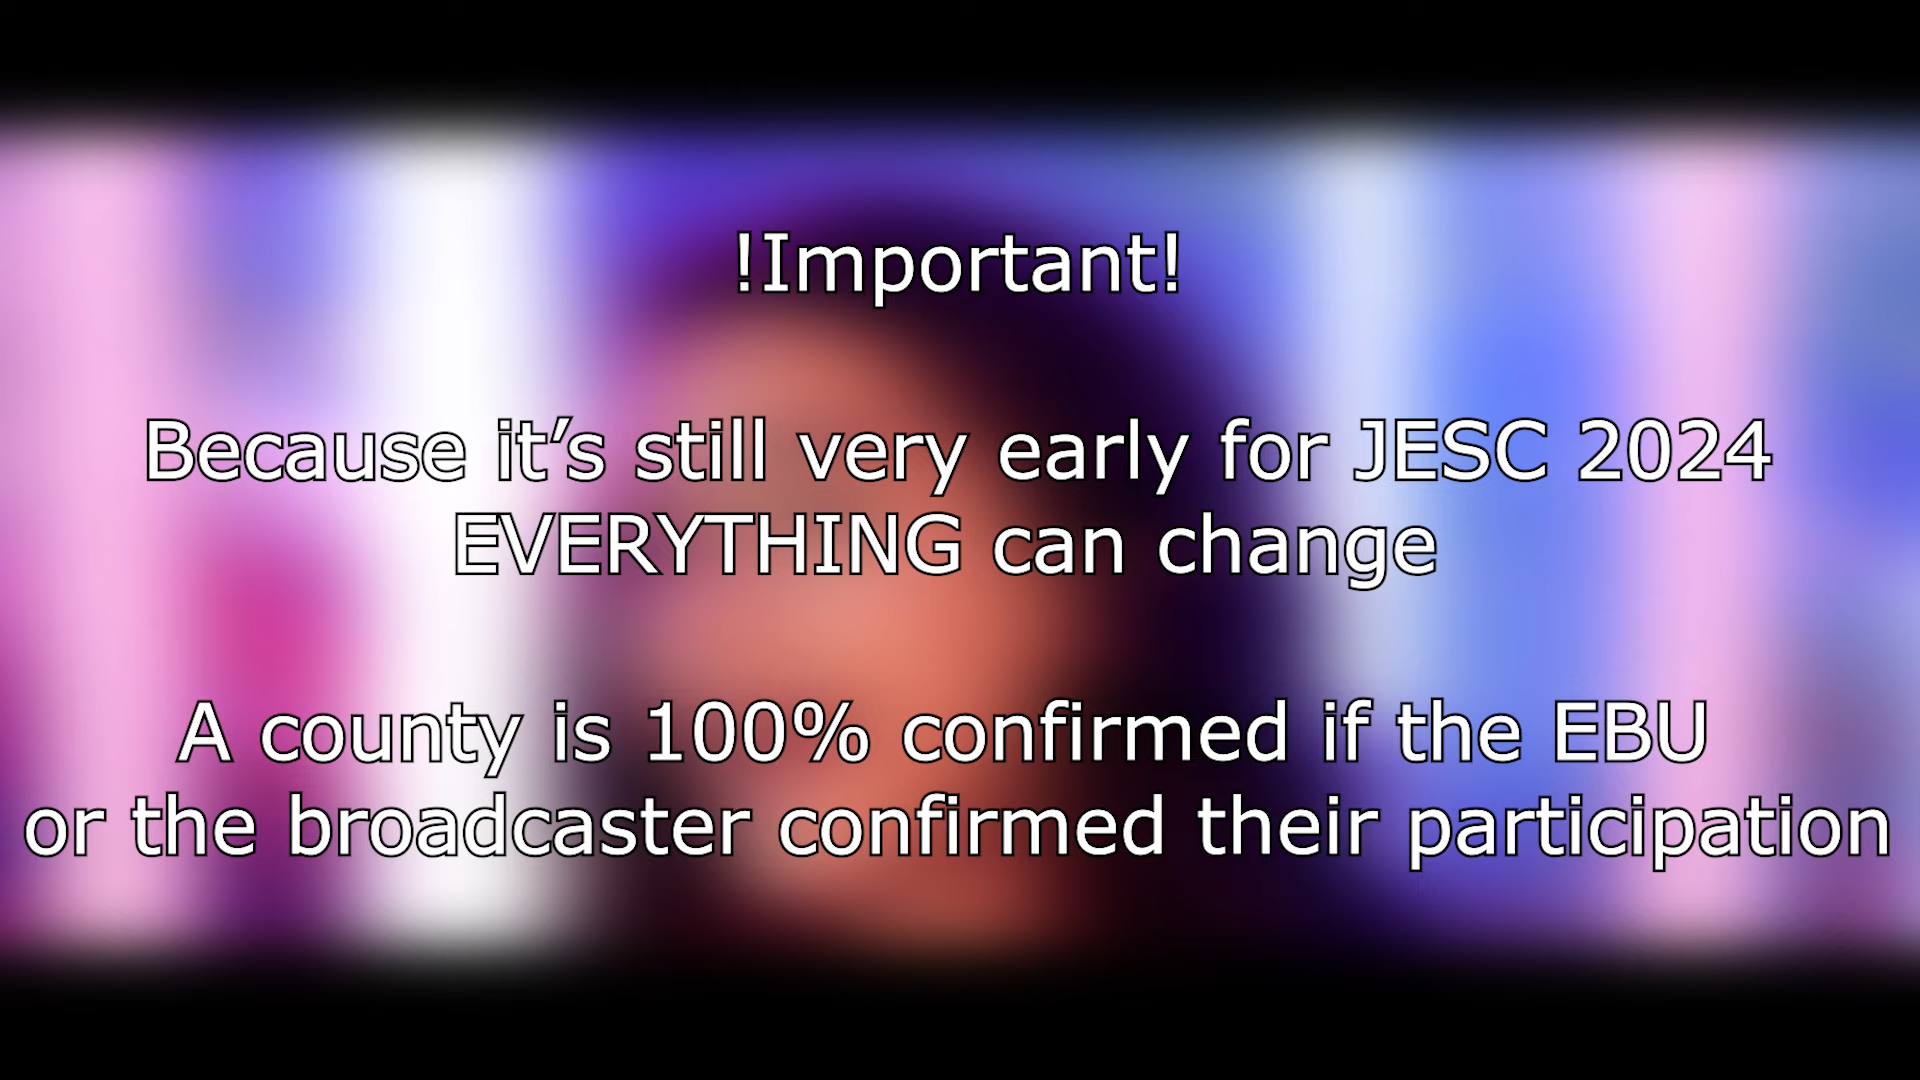 !Important!
Because it’s still very early for JESC 2024
EVERYTHING can change
A county is 100% confirmed if the EBU
or the broadcaster confirmed their participation